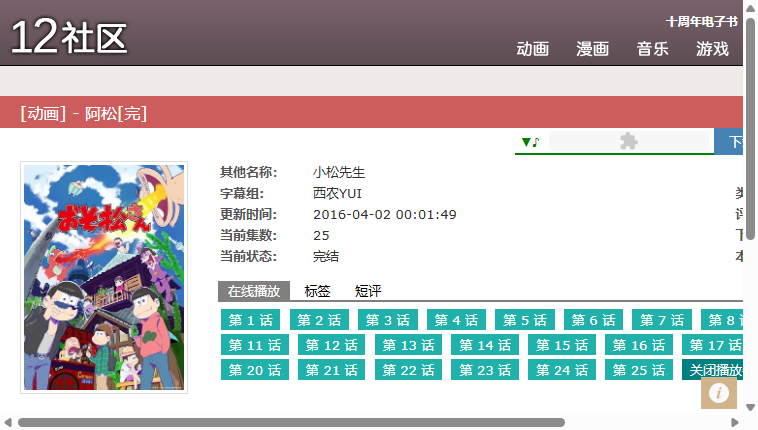 12社区
十周年电子书
动画 漫画 音乐 游戏
[动画] - 阿松[完]
▼♪
おそ松さん
其他名称： 小松先生
字幕组： 西农YUI
更新时间： 2016-04-02 00:01:49
当前集数： 25
当前状态： 完结
在线播放 标签 短评
第 1 话 第 2 话 第 3 话 第 4 话 第 5 话 第 6 话 第 7 话 第 8
第 11 话 第 12 话 第 13 话 第 14 话 第 15 话 第 16 话 第 17 话
第 20 话 第 21 话 第 22 话 第 23 话 第 24 话 第 25 话 关闭播放